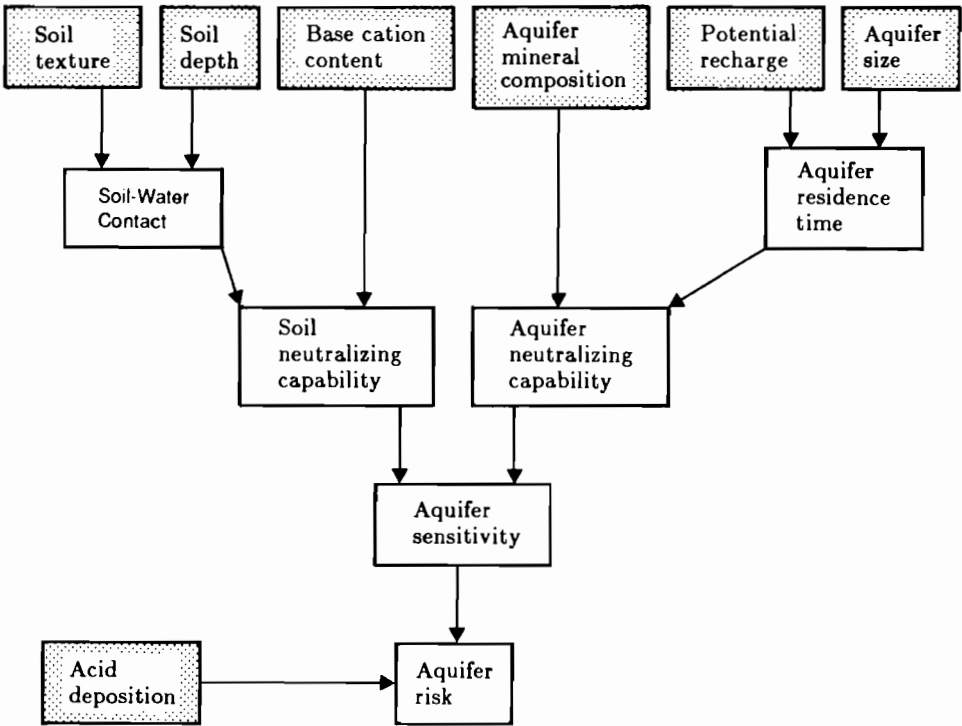 Soil
texture
Soil
depth
Base cation
content
Aquifer
mineral
composition
Potential
recharge
Aquifer
size
Soil-Water
Contact
Aquifer
residence
time
Soil
neutralizing
capability
Aquifer
neutralizing
capability
Aquifer
sensitivity
Acid
deposition
Aquifer
risk